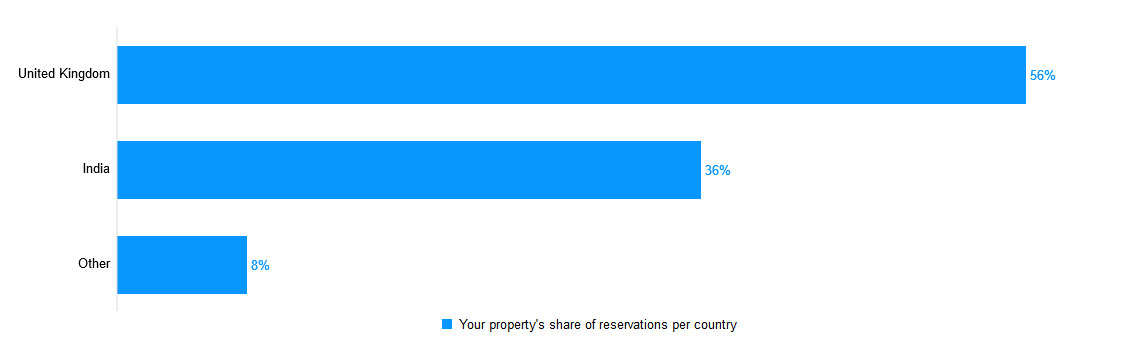 United Kingdom 56%
India 36%
Other 8%
Your property's share of reservations per country